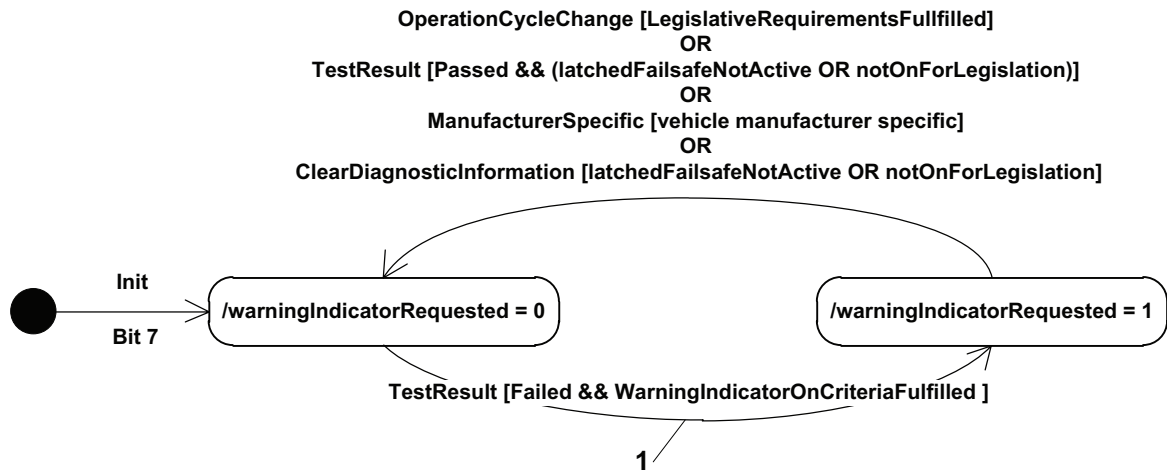 OperationCycleChange [LegislativeRequirementsFullfilled]
OR
TestResult [Passed && (latchedFailsafeNotActive OR notOnForLegislation)]
OR
ManufacturerSpecific [vehicle manufacturer specific]
OR
ClearDiagnosticInformation [latchedFailsafeNotActive OR notOnForLegislation]
Init
Bit 7
/warningIndicatorRequested = 0
/warningIndicatorRequested = 1
TestResult [Failed && WarningIndicatorOnCriteriaFulfilled ]
1